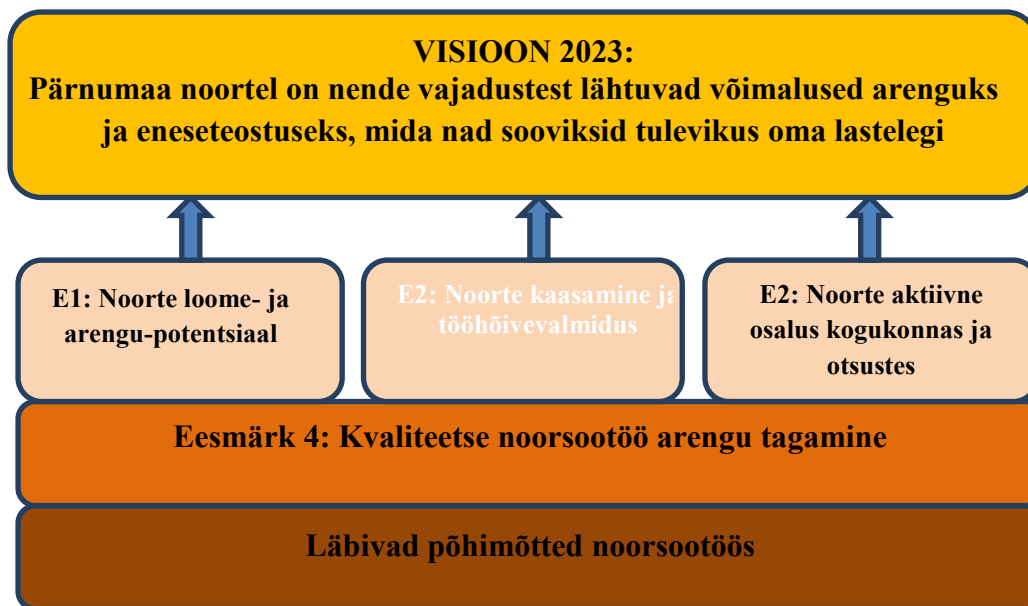 VISIOON 2023:
Pärnumaa noortel on nende vajadustest lähtuvad võimalused arenguks
ja eneseteostuseks, mida nad sooviksid tulevikus oma lastelegi
E1: Noorte loome- ja
arengu-potentsiaal
E2: Noorte kaasamine ja
tööhõivevalmidus
E2: Noorte aktiivne
osalus kogukonnas ja
otsustes
Eesmärk 4: Kvaliteetse noorsootöö arengu tagamine
Läbivad põhimõtted noorsootöös